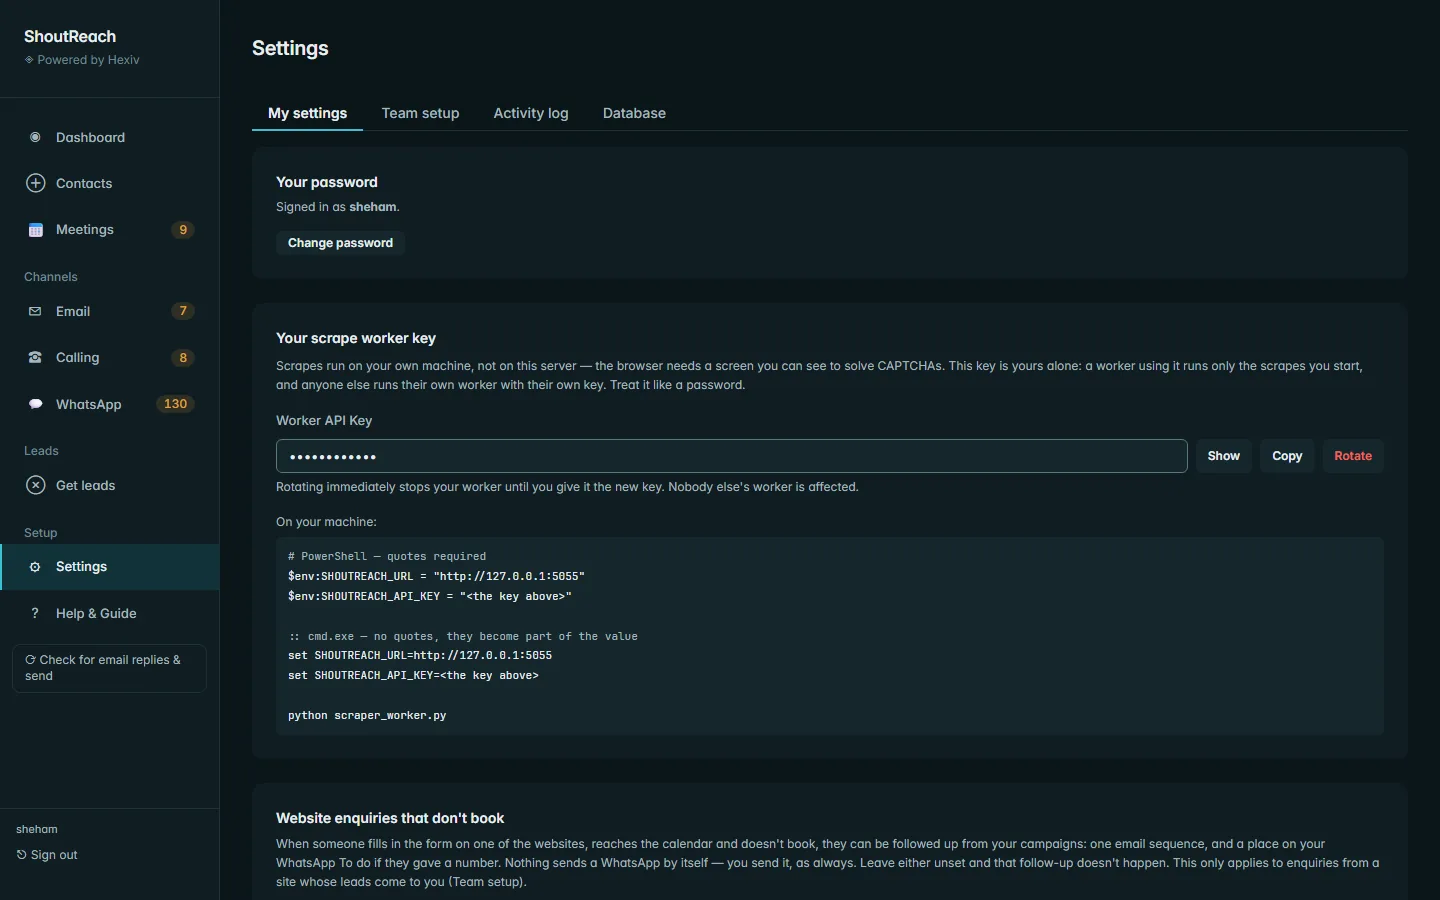 ShoutReach
Powered by Hexiv
Dashboard
Contacts
Meetings 9
Channels
Email 7
Calling 8
WhatsApp 130
Leads
Get leads
Setup
Settings
? Help & Guide
Check for email replies &
send
sheham
Sign out
Settings
My settings Team setup Activity log Database
Your password
Signed in as sheham.
Change password
Your scrape worker key
Scrapes run on your own machine, not on this server — the browser needs a screen you can see to solve CAPTCHAs. This key is yours alone: a worker using it runs only the scrapes you start,
and anyone else runs their own worker with their own key. Treat it like a password.
Worker API Key
•••••••••••• Show Copy Rotate
Rotating immediately stops your worker until you give it the new key. Nobody else's worker is affected.
On your machine:
# PowerShell — quotes required
$env:SHOUTREACH_URL = "http://127.0.0.1:5055"
$env:SHOUTREACH_API_KEY = "<the key above>"
:: cmd.exe — no quotes, they become part of the value
set SHOUTREACH_URL=http://127.0.0.1:5055
set SHOUTREACH_API_KEY=<the key above>
python scraper_worker.py
Website enquiries that don't book
When someone fills in the form on one of the websites, reaches the calendar and doesn't book, they can be followed up from your campaigns: one email sequence, and a place on your
WhatsApp To do if they gave a number. Nothing sends a WhatsApp by itself — you send it, as always. Leave either unset and that follow-up doesn't happen. This only applies to enquiries from a
site whose leads come to you (Team setup).